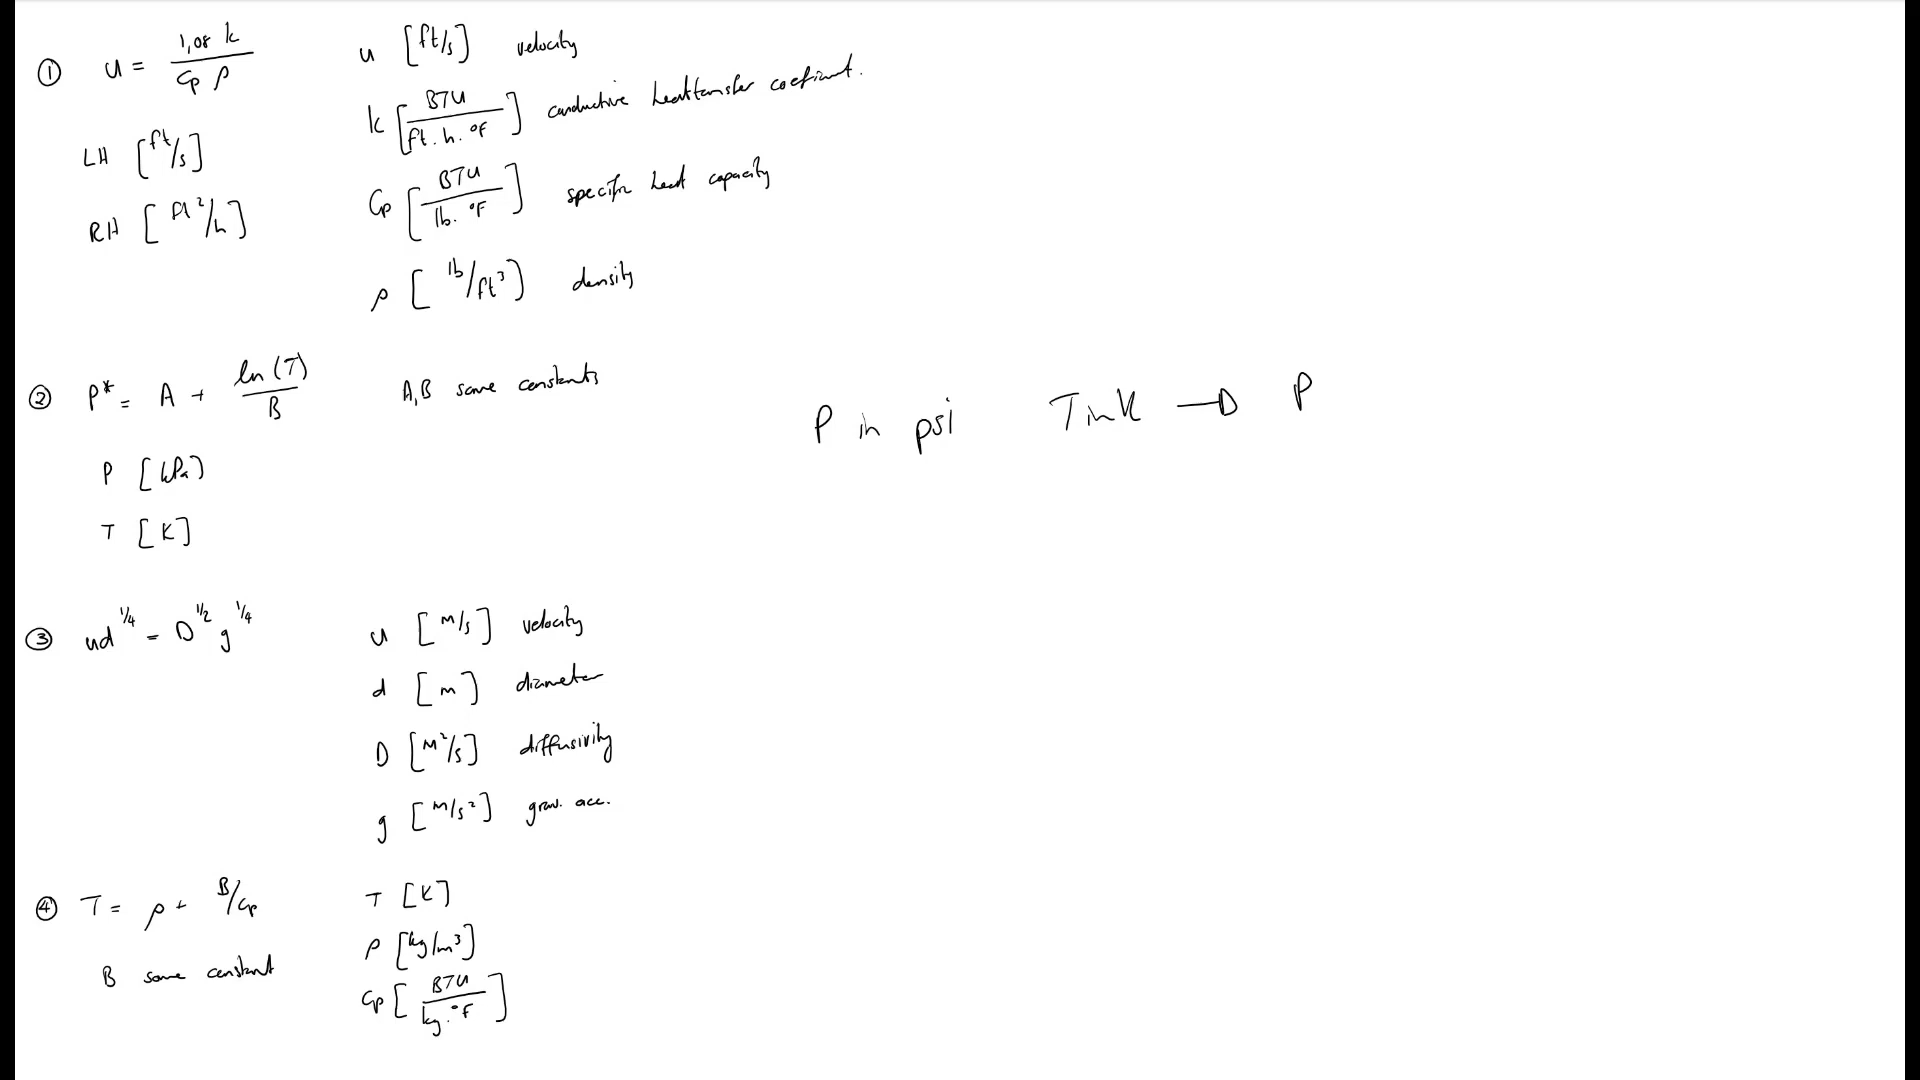 ① u = 1,08 k / Cp ρ
u [ft/s] velocity
k [BTU / ft. h. °F] conductive heattransfer coeficient.
LH [ft/s]
Cp [BTU / lb. °F] specific heat capacity
RH [ft²/h]
ρ [lb/ft³] density
② P* = A + ln (T) / B
A,B some constants
P in psi T in K → P
P [kPa]
T [K]
③ ud^1/4 = D^1/2 g^1/4
u [m/s] velocity
d [m] diameter
D [m²/s] diffusivity
g [m/s²] grav. acc.
④ T = ρ + B/Cp
T [K]
ρ [kg/m³]
B some constant
Cp [BTU / kg. °F]